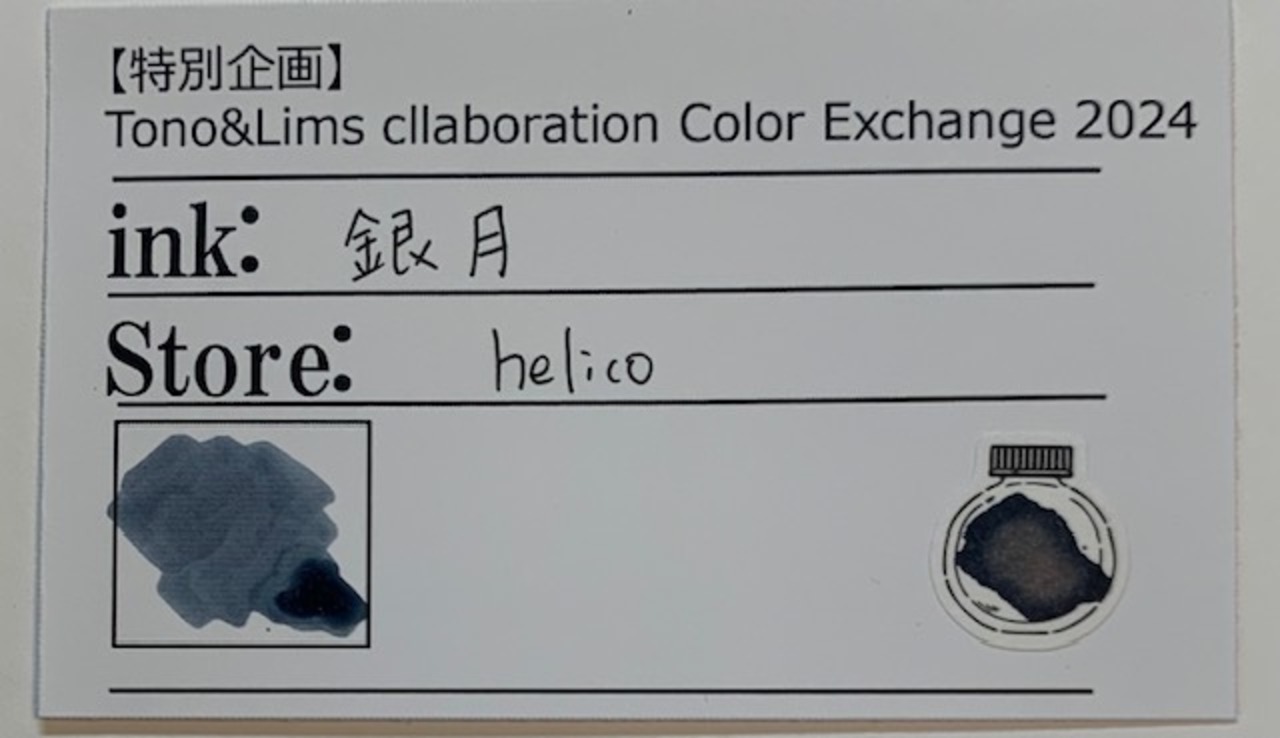 【特別企画】
Tono&Lims cllaboration Color Exchange 2024
ink: 銀月
Store: helico